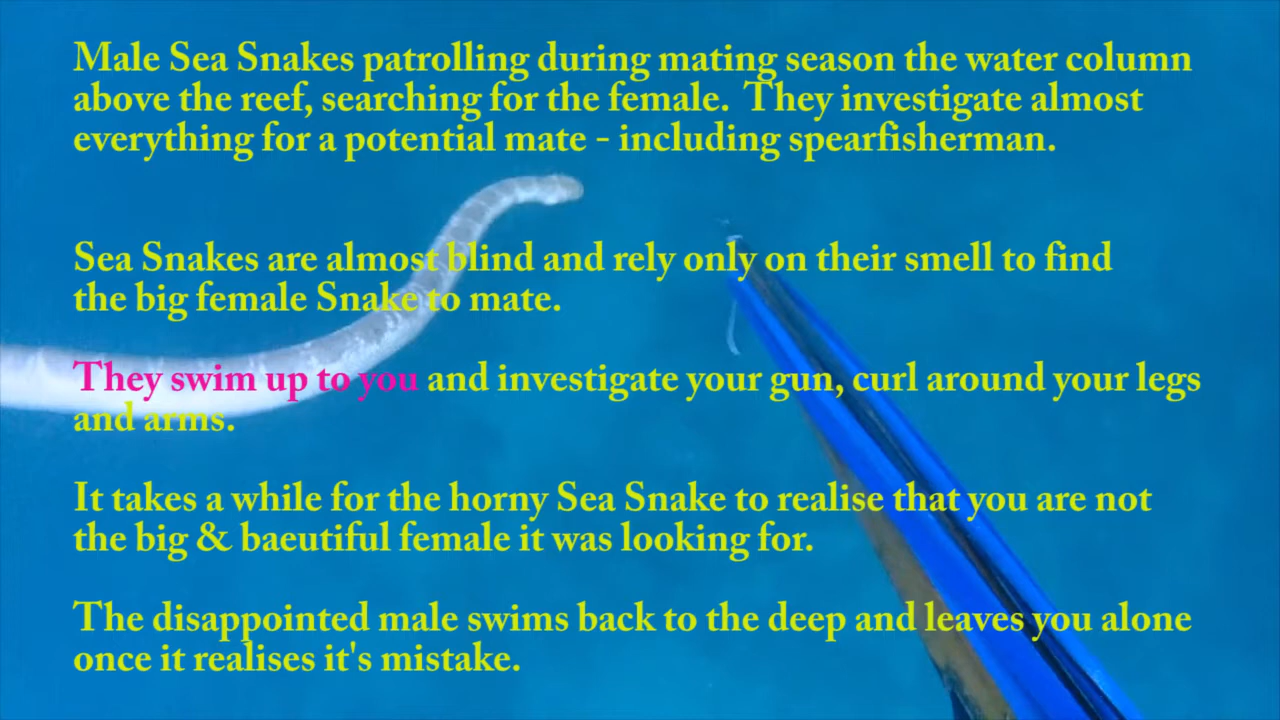 Male Sea Snakes patrolling during mating season the water column
above the reef, searching for the female.  They investigate almost
everything for a potential mate - including spearfisherman.
Sea Snakes are almost blind and rely only on their smell to find
the big female Snake to mate.
They swim up to you and investigate your gun, curl around your legs
and arms.
It takes a while for the horny Sea Snake to realise that you are not
the big & baeutiful female it was looking for.
The disappointed male swims back to the deep and leaves you alone
once it realises it's mistake.